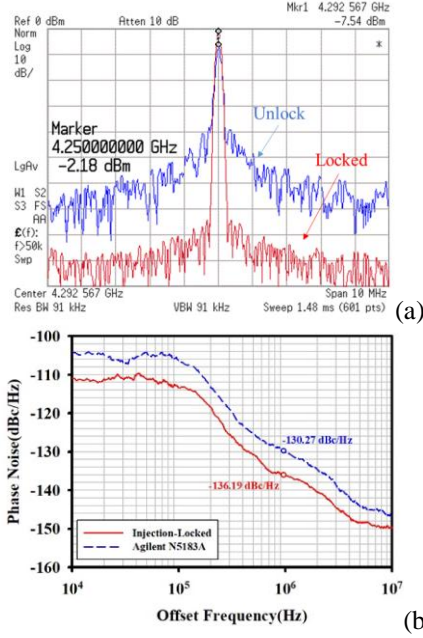 Mkr1 4.292 567 GHz
Ref 0 dBm Atten 10 dB -7.54 dBm
Norm
Log
10
dB/
Unlock
Marker
4.250000000 GHz
-2.18 dBm
Locked
LgAv
W1 S2
S3 FS
AA
£(f):
f>50k
Swp
Center 4.292 567 GHz Span 10 MHz
Res BW 91 kHz VBW 91 kHz Sweep 1.48 ms (601 pts)
(a)
-100
-110
-120
-130
-140
-150
-160
Phase Noise(dBc/Hz)
-130.27 dBc/Hz
-136.19 dBc/Hz
Injection-Locked
Agilent N5183A
10⁴ 10⁵ 10⁶ 10⁷
Offset Frequency(Hz)
(b